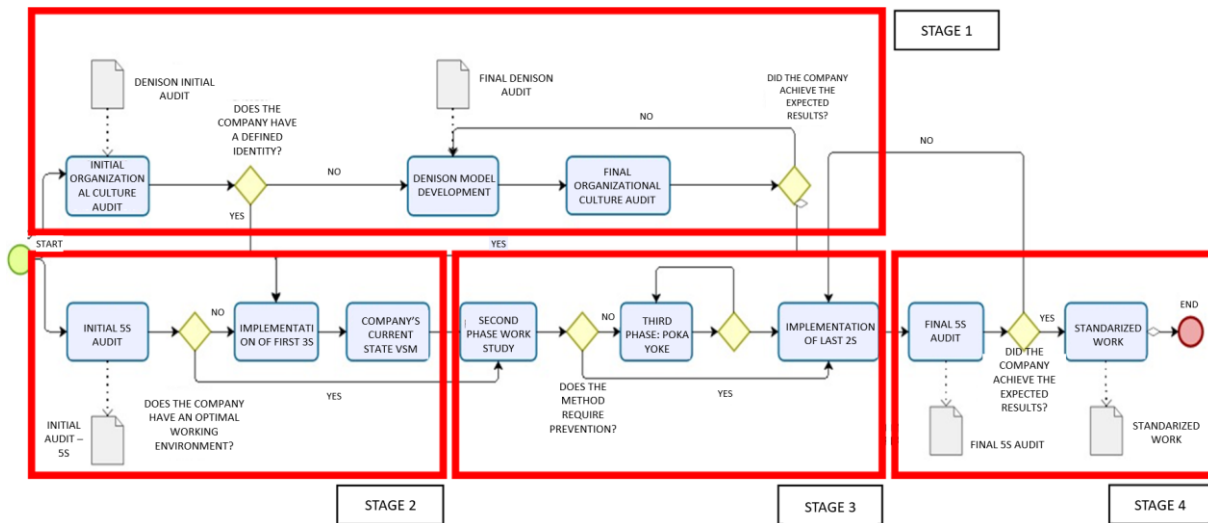 STAGE 1
DENISON INITIAL
AUDIT
DOES THE
COMPANY HAVE
A DEFINED
IDENTITY?
FINAL DENISON
AUDIT
DID THE COMPANY
ACHIEVE THE
EXPECTED
RESULTS?
NO
NO
INITIAL
ORGANIZATION
AL CULTURE
AUDIT
NO
DENISON MODEL
DEVELOPMENT
FINAL
ORGANIZATIONAL
CULTURE AUDIT
YES
START
YES
INITIAL 5S
AUDIT
NO
IMPLEMENTATI
ON OF FIRST 3S
COMPANY'S
CURRENT
STATE VSM
SECOND
PHASE WORK
STUDY
NO
THIRD
PHASE: POKA
YOKE
IMPLEMENTATION
OF LAST 2S
FINAL 5S
AUDIT
YES
STANDARIZED
WORK
END
DOES THE COMPANY
HAVE AN OPTIMAL
WORKING
ENVIRONMENT?
YES
DOES THE
METHOD
REQUIRE
PREVENTION?
YES
DID THE
COMPANY
ACHIEVE THE
EXPECTED
RESULTS?
INITIAL
AUDIT –
5S
FINAL 5S AUDIT
STANDARIZED
WORK
STAGE 2
STAGE 3
STAGE 4